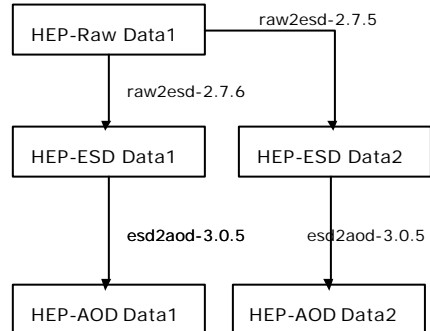 raw2esd-2.7.5
HEP-Raw Data1
raw2esd-2.7.6
HEP-ESD Data1
HEP-ESD Data2
esd2aod-3.0.5
esd2aod-3.0.5
HEP-AOD Data1
HEP-AOD Data2